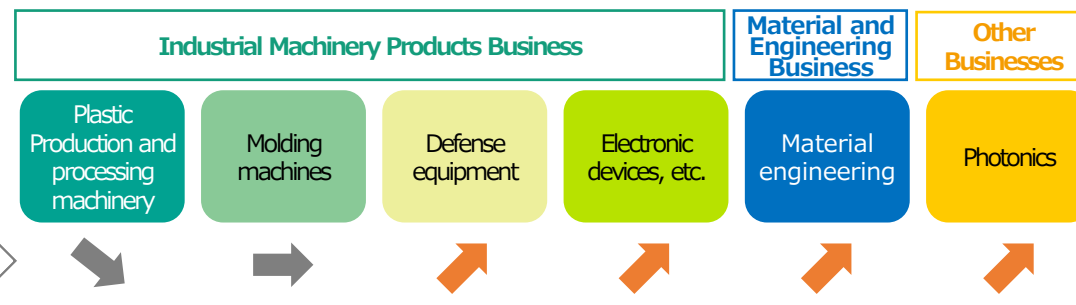 Industrial Machinery Products Business
Material and
Engineering
Business
Other
Businesses
Plastic
Production and
processing
machinery
Molding
machines
Defense
equipment
Electronic
devices, etc.
Material
engineering
Photonics